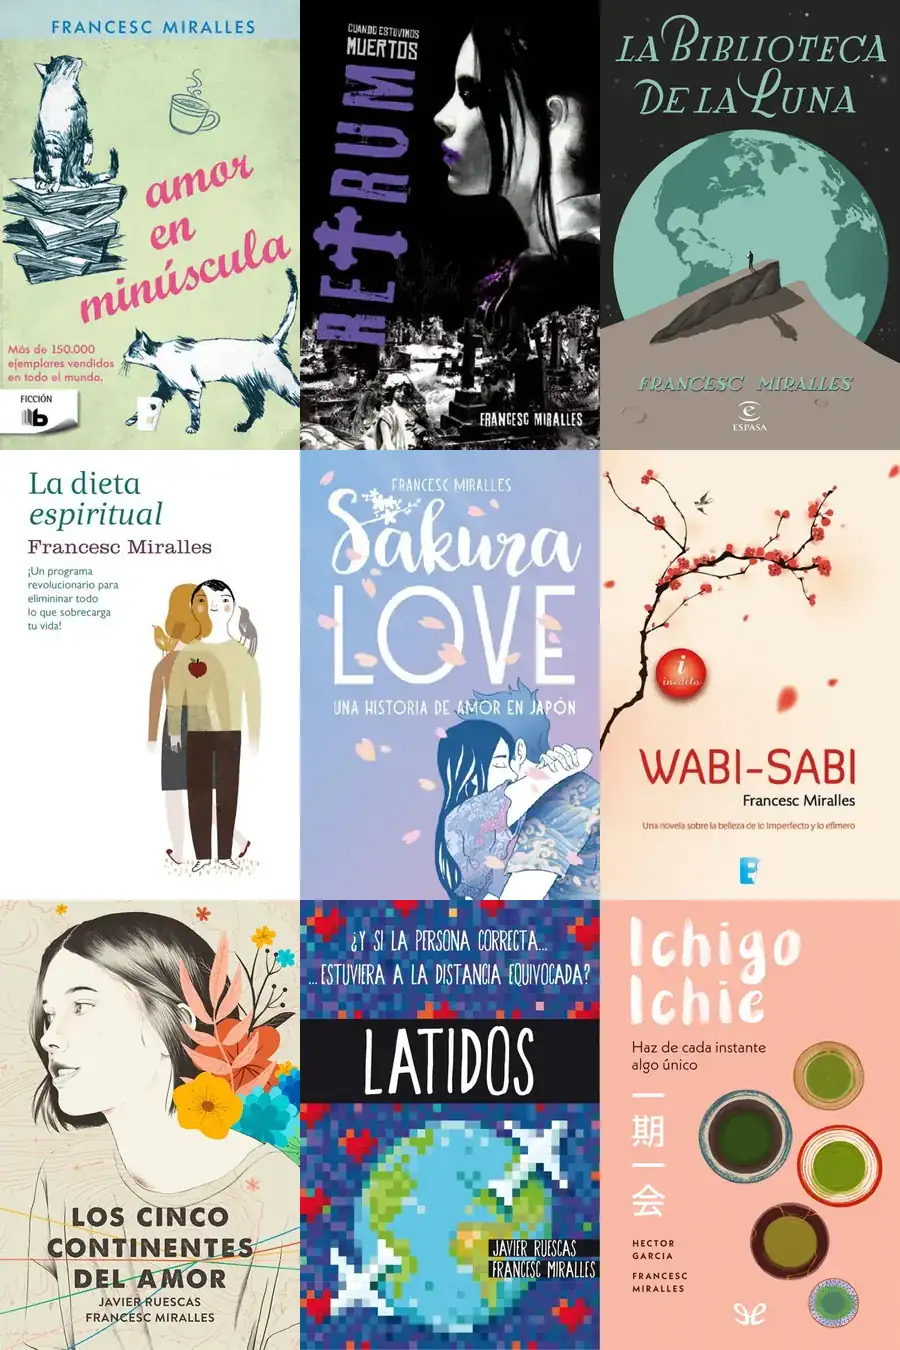 FRANCESC MIRALLES
amor
en
minúscula
Más de 150.000
ejemplares vendidos
en todo el mundo.
FICCIÓN
b
B
CUANDO ESTUVIMOS
MUERTOS
RETRUM
FRANCESC MIRALLES
LA BIBLIOTECA
DE LA LUNA
FRANCESC MIRALLES
e
ESPASA
La dieta
espiritual
Francesc Miralles
¡Un programa
revolucionario para
elimininar todo
lo que sobrecarga
tu vida!
FRANCESC MIRALLES
Sakura
LOVE
UNA HISTORIA DE AMOR EN JAPÓN
i
inédito
WABI-SABI
Francesc Miralles
Una novela sobre la belleza de lo imperfecto y lo efímero
B
LOS CINCO
CONTINENTES
DEL AMOR
JAVIER RUESCAS
FRANCESC MIRALLES
¿Y SI LA PERSONA CORRECTA...
...ESTUVIERA A LA DISTANCIA EQUIVOCADA?
LATIDOS
JAVIER RUESCAS
FRANCESC MIRALLES
Ichigo
Ichie
Haz de cada instante
algo único
一期一会
HECTOR
GARCIA
FRANCESC
MIRALLES